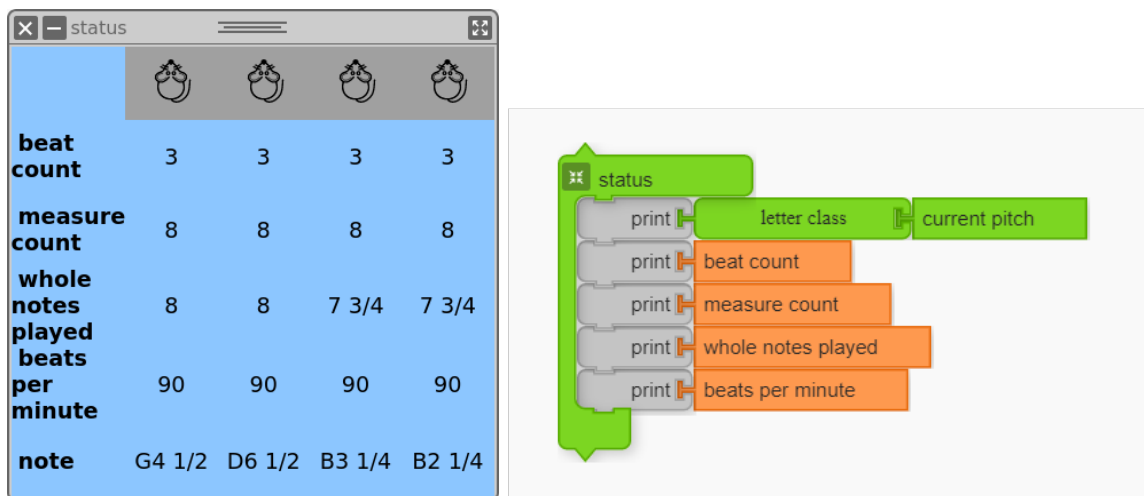 status
beat
count 3 3 3 3
measure
count 8 8 8 8
whole
notes
played 8 8 7 3/4 7 3/4
beats
per
minute 90 90 90 90
note G4 1/2 D6 1/2 B3 1/4 B2 1/4
status
print letter class current pitch
print beat count
print measure count
print whole notes played
print beats per minute